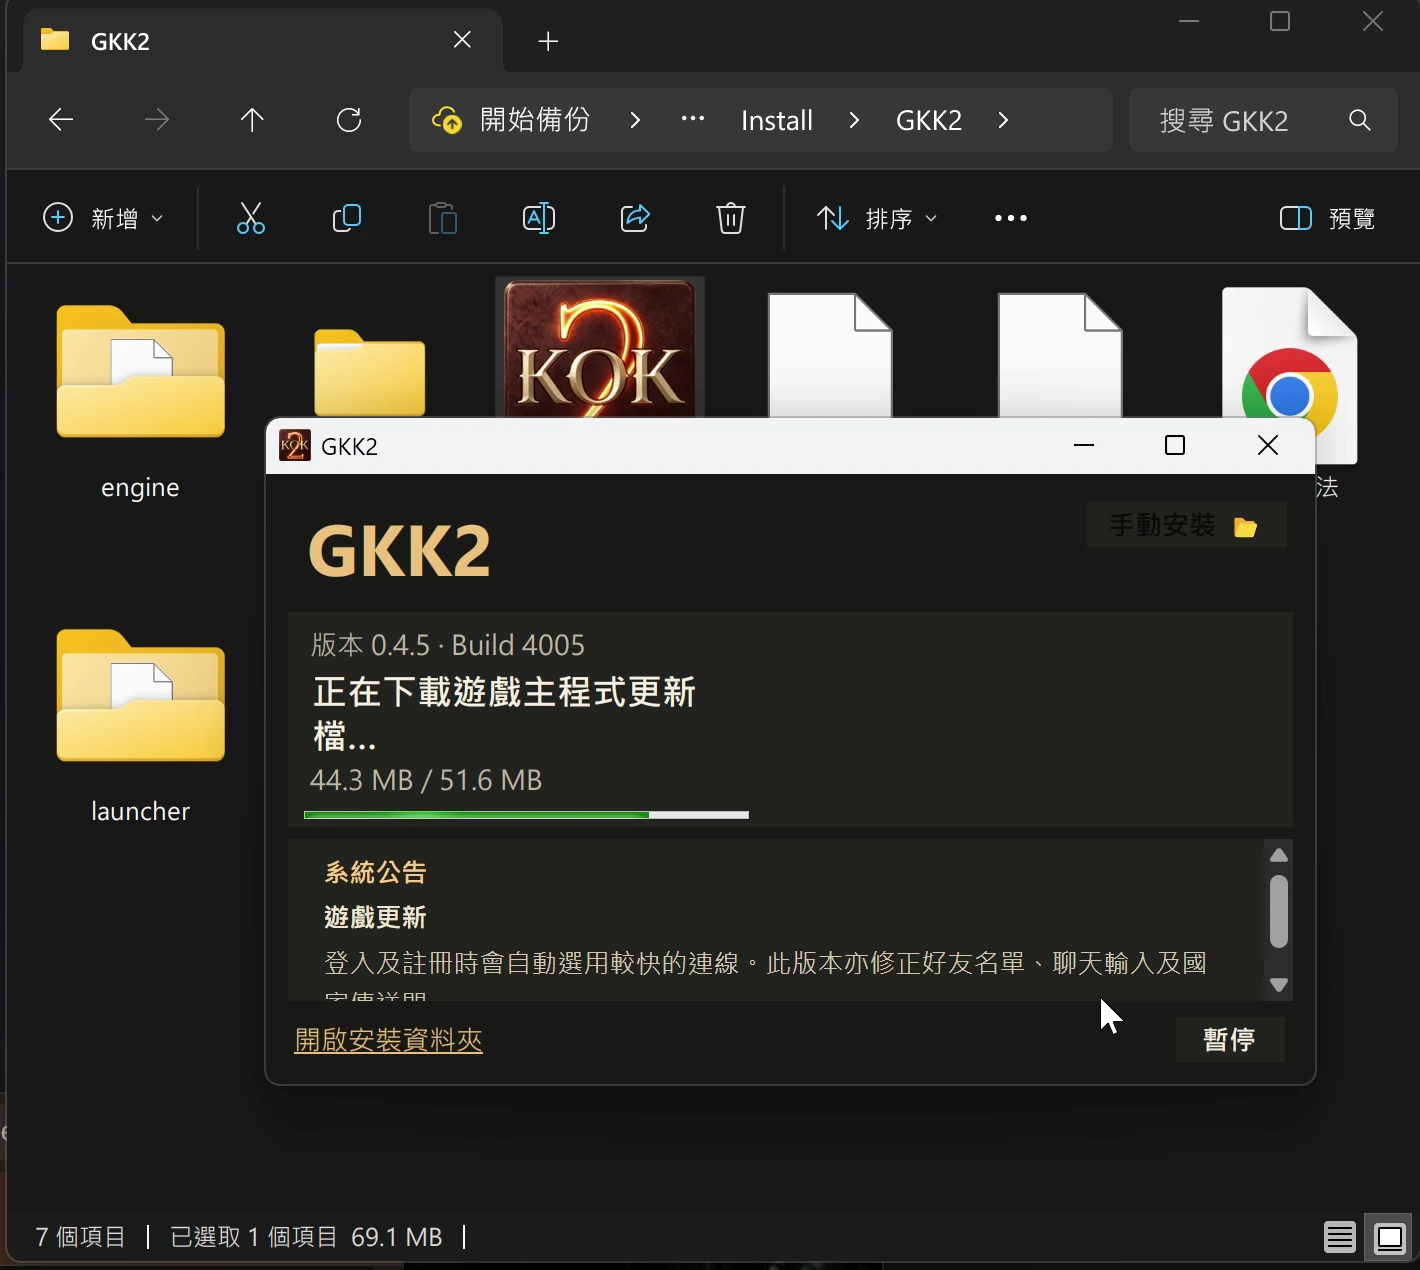 GKK2
開始備份
Install
GKK2
搜尋 GKK2
新增
排序
預覽
KOK
2
engine
法
GKK2
GKK2
手動安裝
版本 0.4.5 · Build 4005
正在下載遊戲主程式更新
檔...
44.3 MB / 51.6 MB
系統公告
遊戲更新
登入及註冊時會自動選用較快的連線。此版本亦修正好友名單、聊天輸入及國
開啟安裝資料夾
暫停
launcher
7 個項目
已選取 1 個項目 69.1 MB